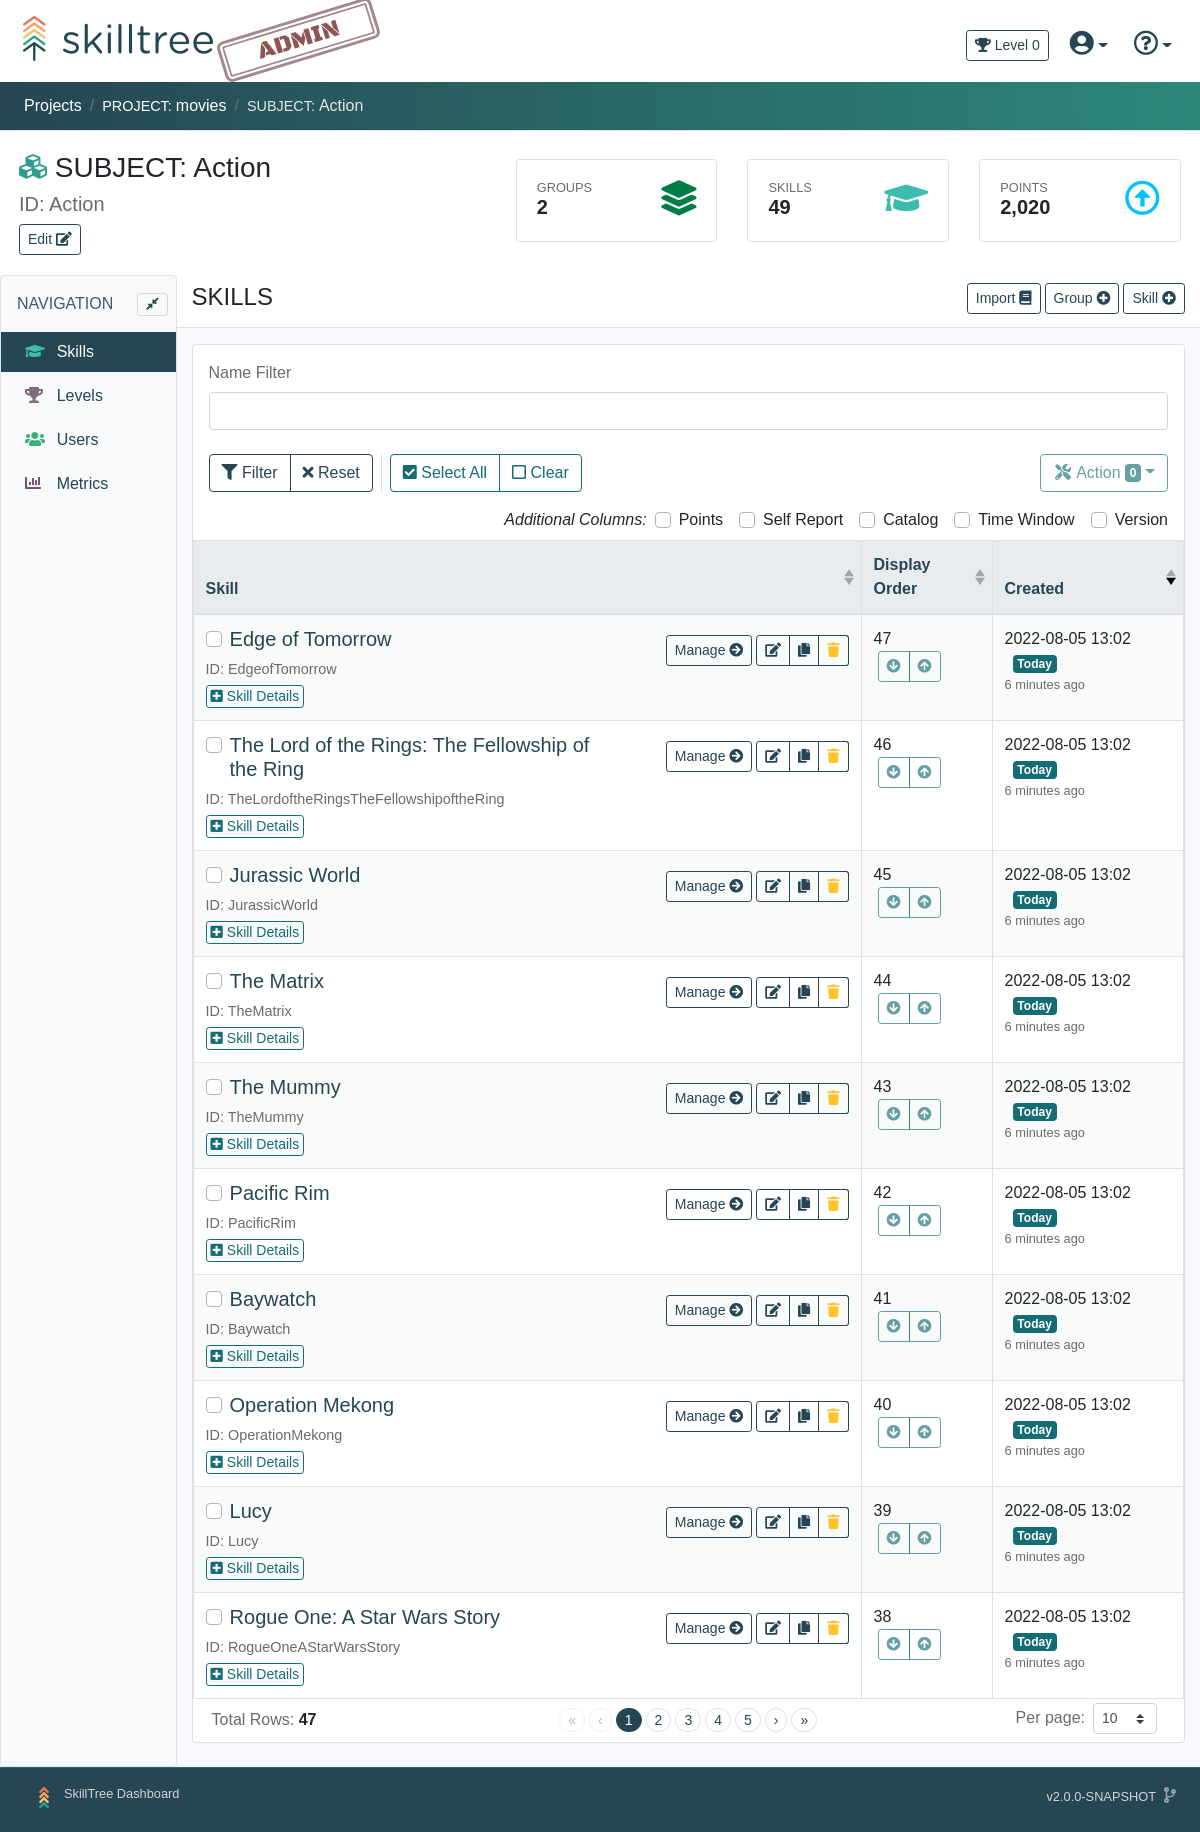 skilltree ADMIN
Level 0
Projects / PROJECT: movies / SUBJECT: Action
SUBJECT: Action
ID: Action
Edit
GROUPS
2
SKILLS
49
POINTS
2,020
NAVIGATION
Skills
Levels
Users
Metrics
SKILLS
Import
Group
Skill
Name Filter
Filter Reset Select All Clear Action 0
Additional Columns: Points Self Report Catalog Time Window Version
Skill Display Order Created
Edge of Tomorrow Manage 47 2022-08-05 13:02
ID: EdgeofTomorrow Today
Skill Details 6 minutes ago
The Lord of the Rings: The Fellowship of Manage 46 2022-08-05 13:02
the Ring Today
ID: TheLordoftheRingsTheFellowshipoftheRing 6 minutes ago
Skill Details
Jurassic World Manage 45 2022-08-05 13:02
ID: JurassicWorld Today
Skill Details 6 minutes ago
The Matrix Manage 44 2022-08-05 13:02
ID: TheMatrix Today
Skill Details 6 minutes ago
The Mummy Manage 43 2022-08-05 13:02
ID: TheMummy Today
Skill Details 6 minutes ago
Pacific Rim Manage 42 2022-08-05 13:02
ID: PacificRim Today
Skill Details 6 minutes ago
Baywatch Manage 41 2022-08-05 13:02
ID: Baywatch Today
Skill Details 6 minutes ago
Operation Mekong Manage 40 2022-08-05 13:02
ID: OperationMekong Today
Skill Details 6 minutes ago
Lucy Manage 39 2022-08-05 13:02
ID: Lucy Today
Skill Details 6 minutes ago
Rogue One: A Star Wars Story Manage 38 2022-08-05 13:02
ID: RogueOneAStarWarsStory Today
Skill Details 6 minutes ago
Total Rows: 47 « ‹ 1 2 3 4 5 › » Per page: 10
SkillTree Dashboard v2.0.0-SNAPSHOT